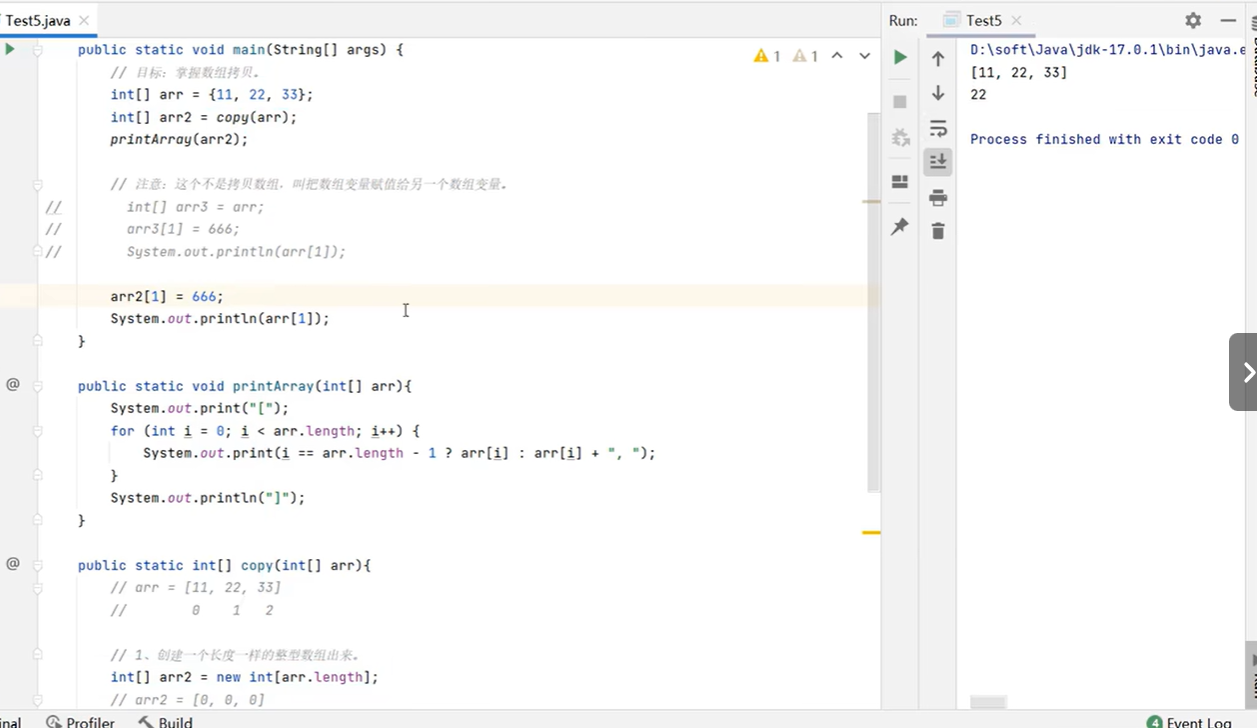 Test5.java
public static void main(String[] args) {
// 目标：掌握数组拷贝。
int[] arr = {11, 22, 33};
int[] arr2 = copy(arr);
printArray(arr2);
// 注意：这个不是拷贝数组，叫把数组变量赋值给另一个数组变量。
// int[] arr3 = arr;
// arr3[1] = 666;
// System.out.println(arr[1]);
arr2[1] = 666;
System.out.println(arr[1]);
}
@ public static void printArray(int[] arr){
System.out.print("[");
for (int i = 0; i < arr.length; i++) {
System.out.print(i == arr.length - 1 ? arr[i] : arr[i] + ", ");
}
System.out.println("]");
}
@ public static int[] copy(int[] arr){
// arr = [11, 22, 33]
// 0 1 2
// 1、创建一个长度一样的整型数组出来。
int[] arr2 = new int[arr.length];
// arr2 = [0, 0, 0]
1 1
Run: Test5
D:\soft\Java\jdk-17.0.1\bin\java.e
[11, 22, 33]
22
Process finished with exit code 0
Profiler Build 4 Event Log